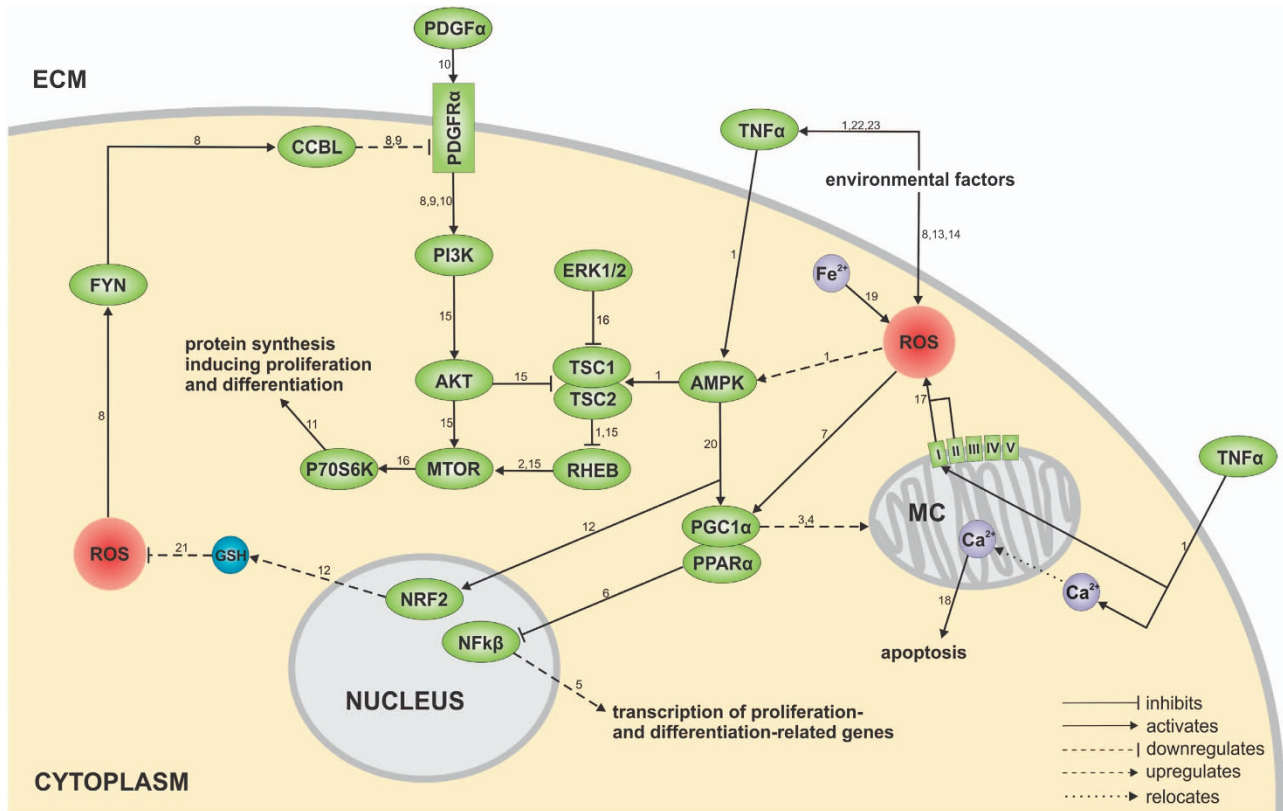 PDGFα
10
ECM
PDGFRα
TNFα
1,22,23
8
CCBL
8,9
environmental factors
8,9,10
8,13,14
PI3K
ERK1/2
1
Fe²⁺
19
FYN
15
16
ROS
protein synthesis
inducing proliferation
and differentiation
TSC1
1
AKT
15
1
AMPK
TSC2
17
8
11
15
1,15
20
7
I II III IV V
P70S6K
16
MTOR
2,15
RHEB
TNFα
MC
PGC1α
3,4
12
Ca²⁺
ROS
21
GSH
PPARα
1
12
NRF2
6
18
Ca²⁺
NFkβ
apoptosis
5
NUCLEUS
transcription of proliferation-
and differentiation-related genes
inhibits
activates
downregulates
upregulates
relocates
CYTOPLASM